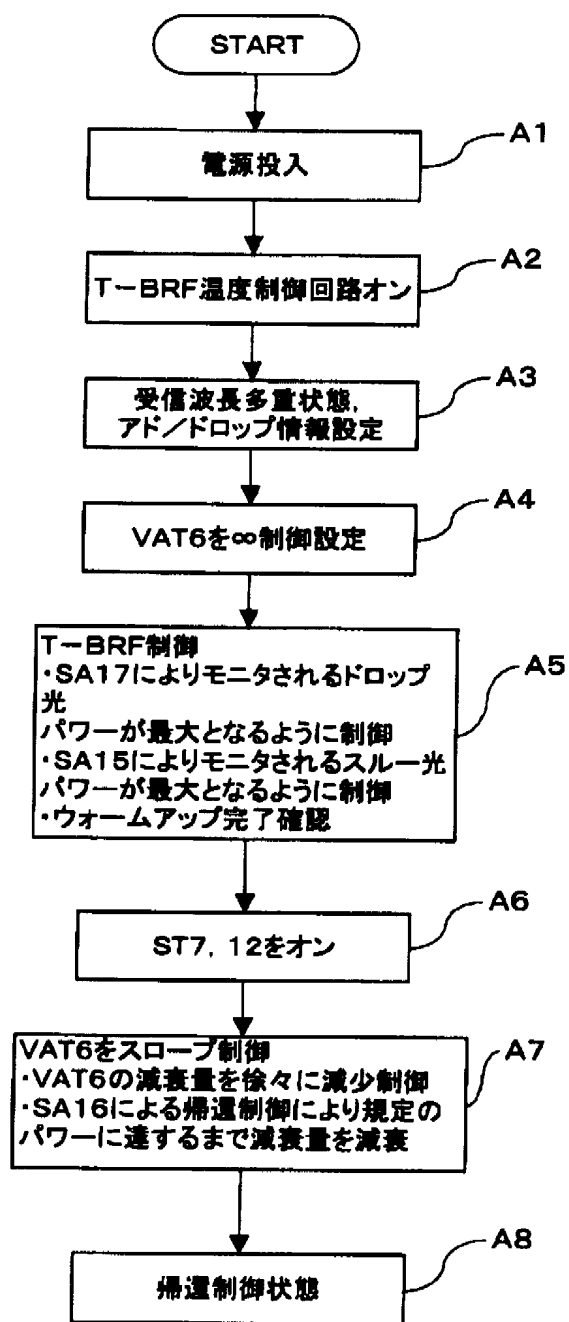 START
A1
電源投入
A2
T－BRF温度制御回路オン
A3
受信波長多重状態,
アド／ドロップ情報設定
A4
VAT6を∞制御設定
A5
T－BRF制御
・SA17によりモニタされるドロップ
光
パワーが最大となるように制御
・SA15によりモニタされるスルー光
パワーが最大となるように制御
・ウォームアップ完了確認
A6
ST7, 12をオン
A7
VAT6をスロープ制御
・VAT6の減衰量を徐々に減少制御
・SA16による帰還制御により規定の
パワーに達するまで減衰量を減衰
A8
帰還制御状態